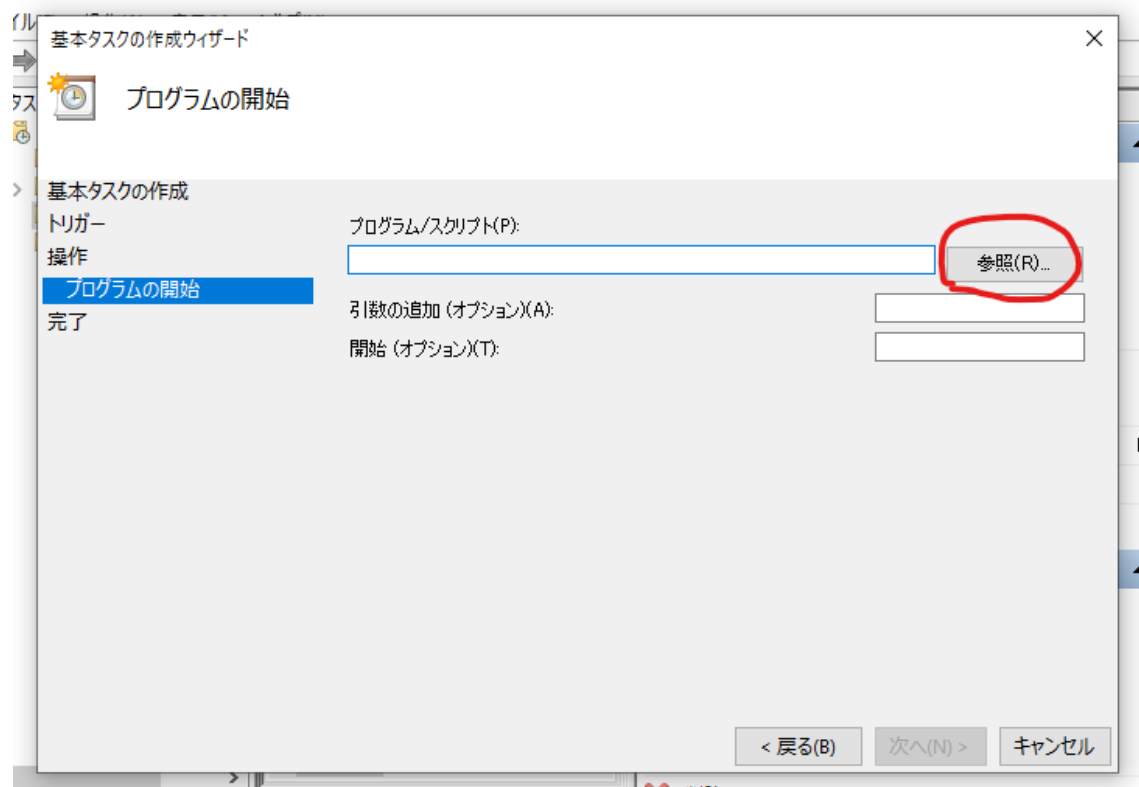 基本タスクの作成ウィザード
プログラムの開始
基本タスクの作成
トリガー
操作
プログラムの開始
完了
プログラム/スクリプト(P):
参照(R)...
引数の追加 (オプション)(A):
開始 (オプション)(T):
< 戻る(B)
次へ(N) >
キャンセル